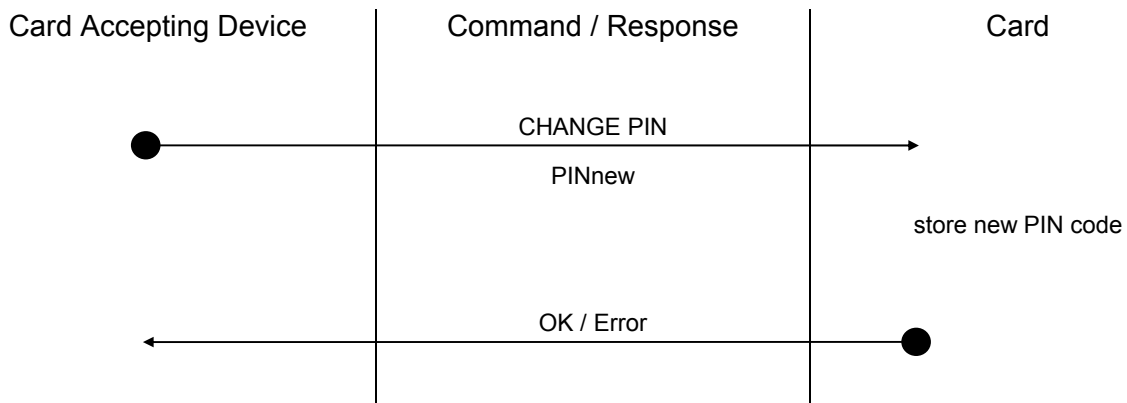 Card Accepting Device
Command / Response
Card
CHANGE PIN
PINnew
store new PIN code
OK / Error